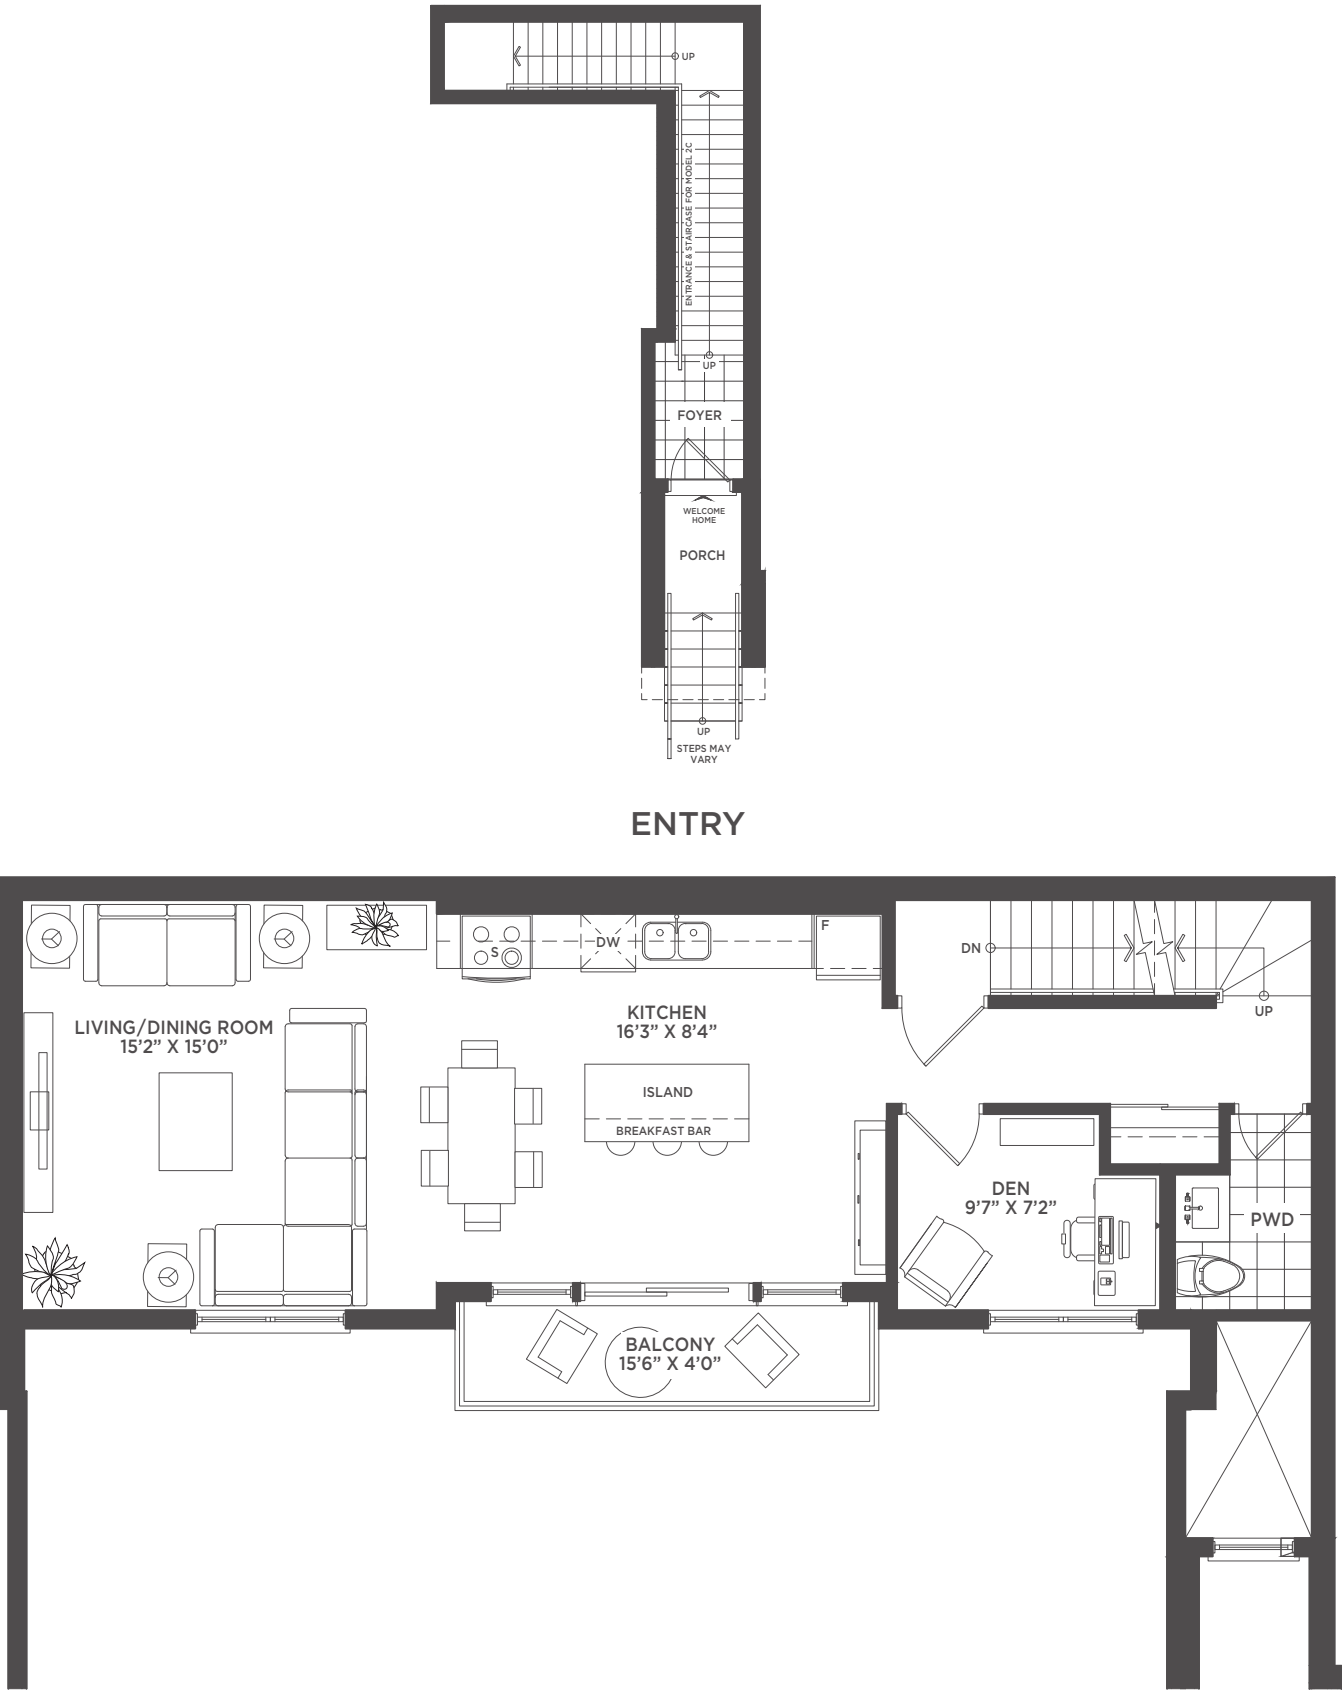 UP
ENTRANCE & STAIRCASE FOR MODEL 2C
UP
FOYER
WELCOME
HOME
PORCH
UP
STEPS MAY
VARY
ENTRY
S
DW
F
DN
UP
LIVING/DINING ROOM
15’2” X 15’0”
KITCHEN
16’3” X 8’4”
ISLAND
BREAKFAST BAR
DEN
9’7” X 7’2”
PWD
BALCONY
15’6” X 4’0”